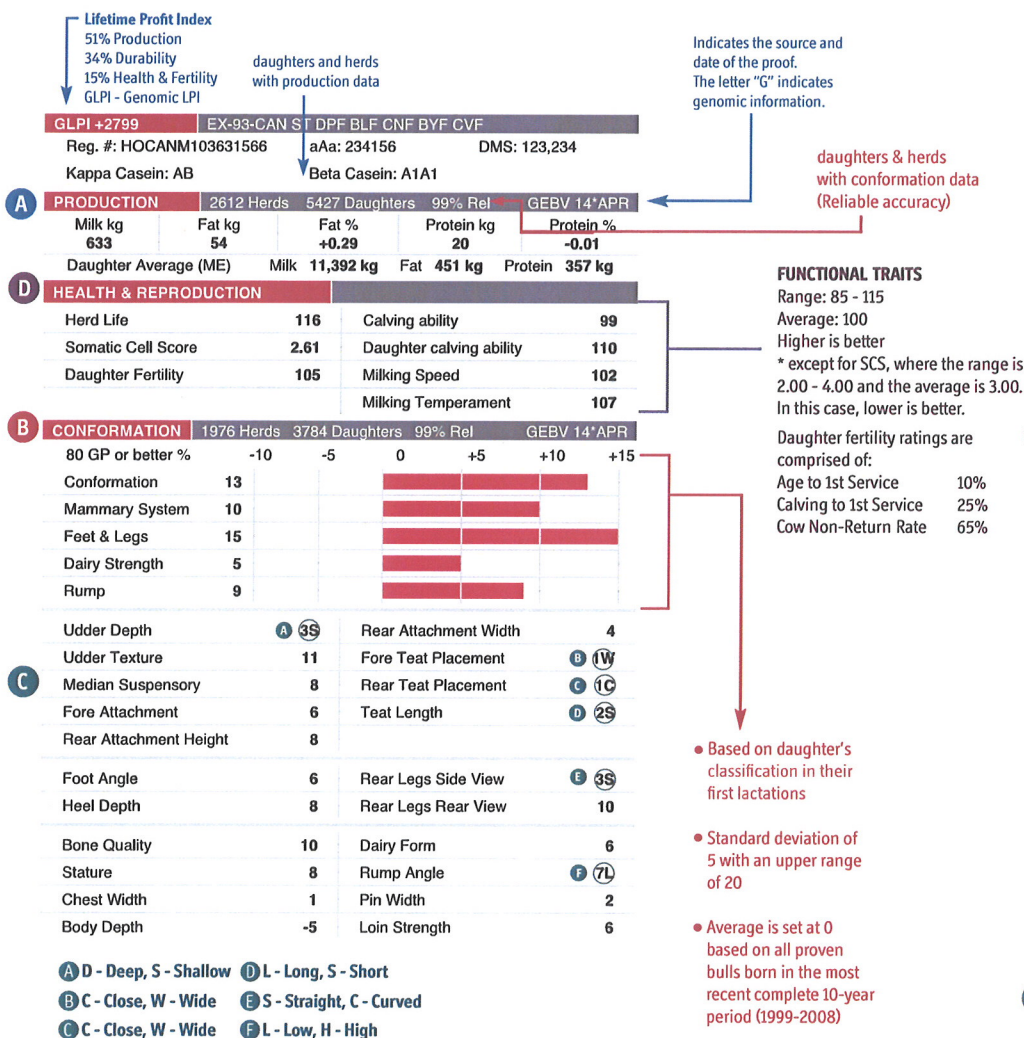 Lifetime Profit Index
51% Production
34% Durability
15% Health & Fertility
GLPI - Genomic LPI
daughters and herds
with production data
Indicates the source and
date of the proof.
The letter "G" indicates
genomic information.
GLPI +2799 EX-93-CAN ST DPF BLF CNF BYF CVF
Reg. #: HOCANM103631566 aAa: 234156 DMS: 123,234
Kappa Casein: AB Beta Casein: A1A1
daughters & herds
with conformation data
(Reliable accuracy)
A PRODUCTION 2612 Herds 5427 Daughters 99% Rel GEBV 14*APR
Milk kg Fat kg Fat % Protein kg Protein %
633 54 +0.29 20 -0.01
Daughter Average (ME) Milk 11,392 kg Fat 451 kg Protein 357 kg
D HEALTH & REPRODUCTION
Herd Life 116 Calving ability 99
Somatic Cell Score 2.61 Daughter calving ability 110
Daughter Fertility 105 Milking Speed 102
Milking Temperament 107
FUNCTIONAL TRAITS
Range: 85 - 115
Average: 100
Higher is better
* except for SCS, where the range is
2.00 - 4.00 and the average is 3.00.
In this case, lower is better.
Daughter fertility ratings are
comprised of:
Age to 1st Service 10%
Calving to 1st Service 25%
Cow Non-Return Rate 65%
B CONFORMATION 1976 Herds 3784 Daughters 99% Rel GEBV 14*APR
80 GP or better % -10 -5 0 +5 +10 +15
Conformation 13
Mammary System 10
Feet & Legs 15
Dairy Strength 5
Rump 9
C
Udder Depth A 3S Rear Attachment Width 4
Udder Texture 11 Fore Teat Placement B 1W
Median Suspensory 8 Rear Teat Placement C 1C
Fore Attachment 6 Teat Length D 2S
Rear Attachment Height 8
Foot Angle 6 Rear Legs Side View E 3S
Heel Depth 8 Rear Legs Rear View 10
Bone Quality 10 Dairy Form 6
Stature 8 Rump Angle F 7L
Chest Width 1 Pin Width 2
Body Depth -5 Loin Strength 6
• Based on daughter's
classification in their
first lactations
• Standard deviation of
5 with an upper range
of 20
• Average is set at 0
based on all proven
bulls born in the most
recent complete 10-year
period (1999-2008)
A D - Deep, S - Shallow D L - Long, S - Short
B C - Close, W - Wide E S - Straight, C - Curved
C C - Close, W - Wide F L - Low, H - High